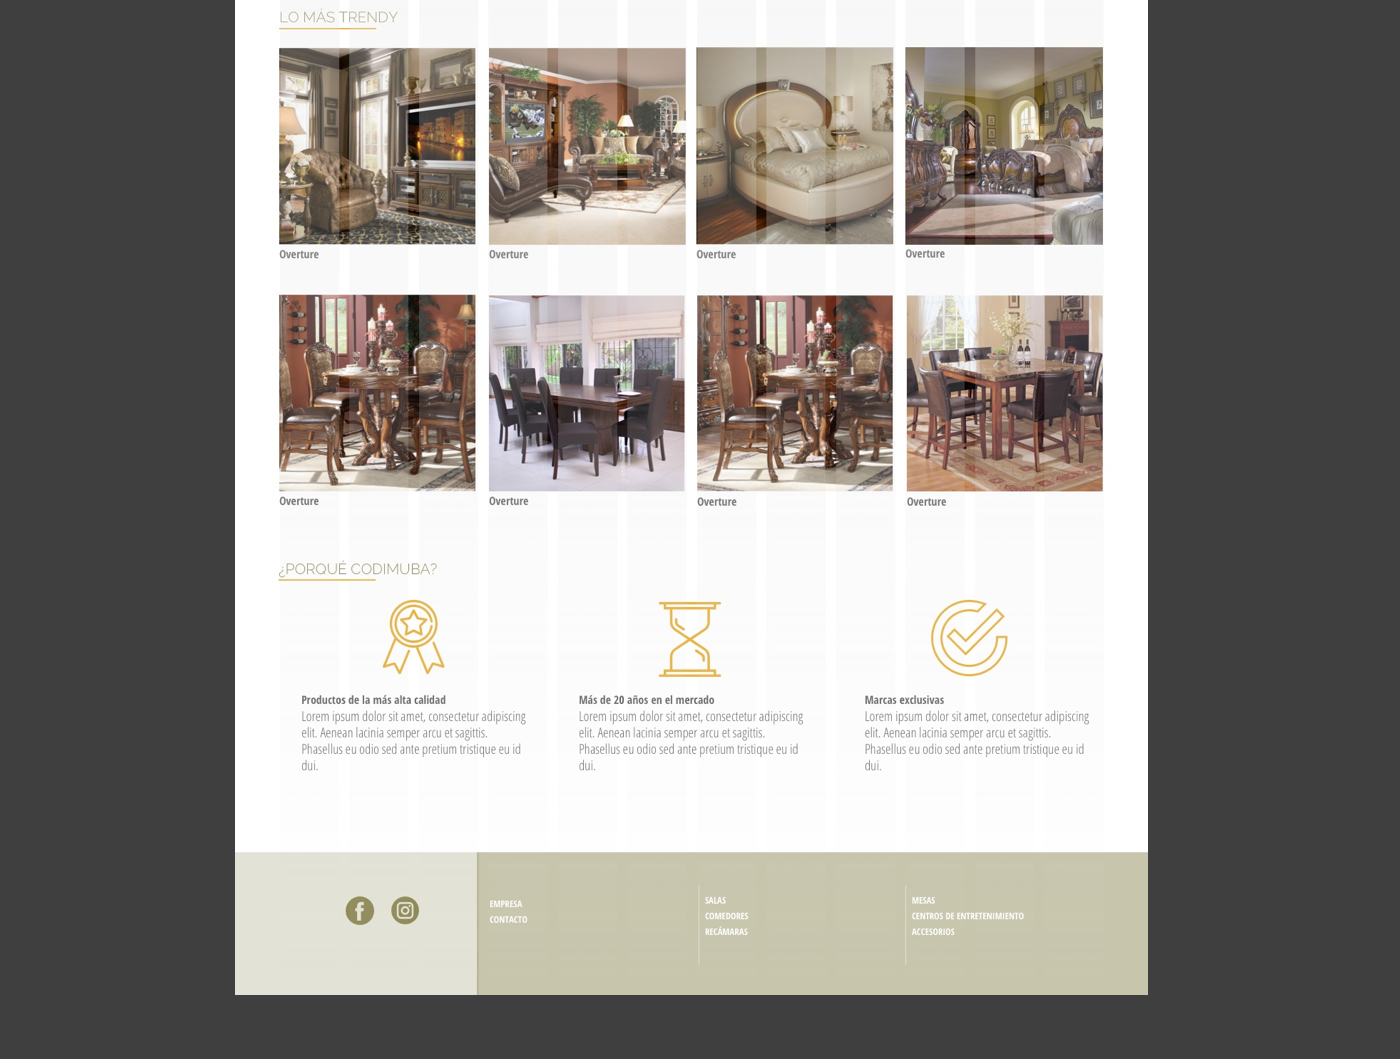 LO MÁS TRENDY
Overture
Overture
Overture
Overture
Overture
Overture
Overture
Overture
¿PORQUÉ CODIMUBA?
Productos de la más alta calidad
Lorem ipsum dolor sit amet, consectetur adipiscing
elit. Aenean lacinia semper arcu et sagittis.
Phasellus eu odio sed ante pretium tristique eu id
dui.
Más de 20 años en el mercado
Lorem ipsum dolor sit amet, consectetur adipiscing
elit. Aenean lacinia semper arcu et sagittis.
Phasellus eu odio sed ante pretium tristique eu id
dui.
Marcas exclusivas
Lorem ipsum dolor sit amet, consectetur adipiscing
elit. Aenean lacinia semper arcu et sagittis.
Phasellus eu odio sed ante pretium tristique eu id
dui.
EMPRESA
CONTACTO
SALAS
COMEDORES
RECÁMARAS
MESAS
CENTROS DE ENTRETENIMIENTO
ACCESORIOS